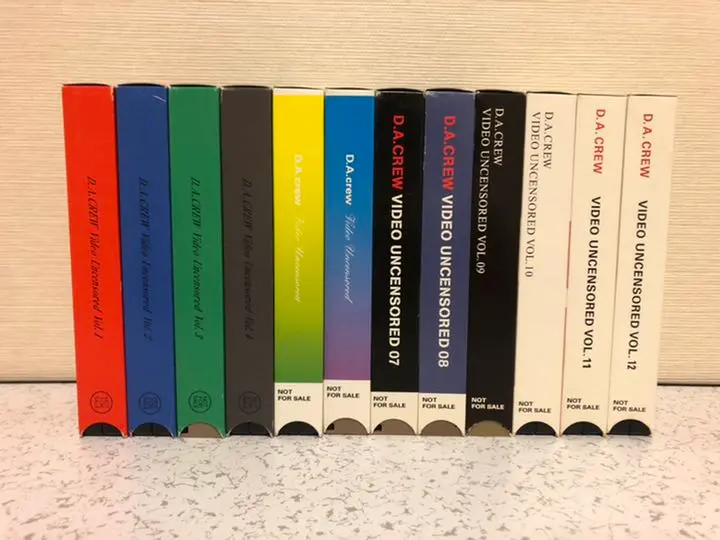 D.A.CREW Video Uncensored Vol. 1
D.A.CREW Video Uncensored Vol. 2
D.A.CREW Video Uncensored Vol. 3
D.A.CREW Video Uncensored Vol. 4
D.A.crew Video Uncensored
NOT
FOR SALE
D.A.crew Video Uncensored
NOT
FOR SALE
D.A.CREW VIDEO UNCENSORED 07
NOT
FOR SALE
D.A.CREW VIDEO UNCENSORED 08
NOT
FOR SALE
D.A.CREW
VIDEO UNCENSORED VOL.09
NOT
FOR SALE
D.A.CREW
VIDEO UNCENSORED VOL.10
NOT
FOR SALE
D.A.CREW VIDEO UNCENSORED VOL.11
NOT
FOR SALE
D.A.CREW VIDEO UNCENSORED VOL.12
NOT
FOR SALE